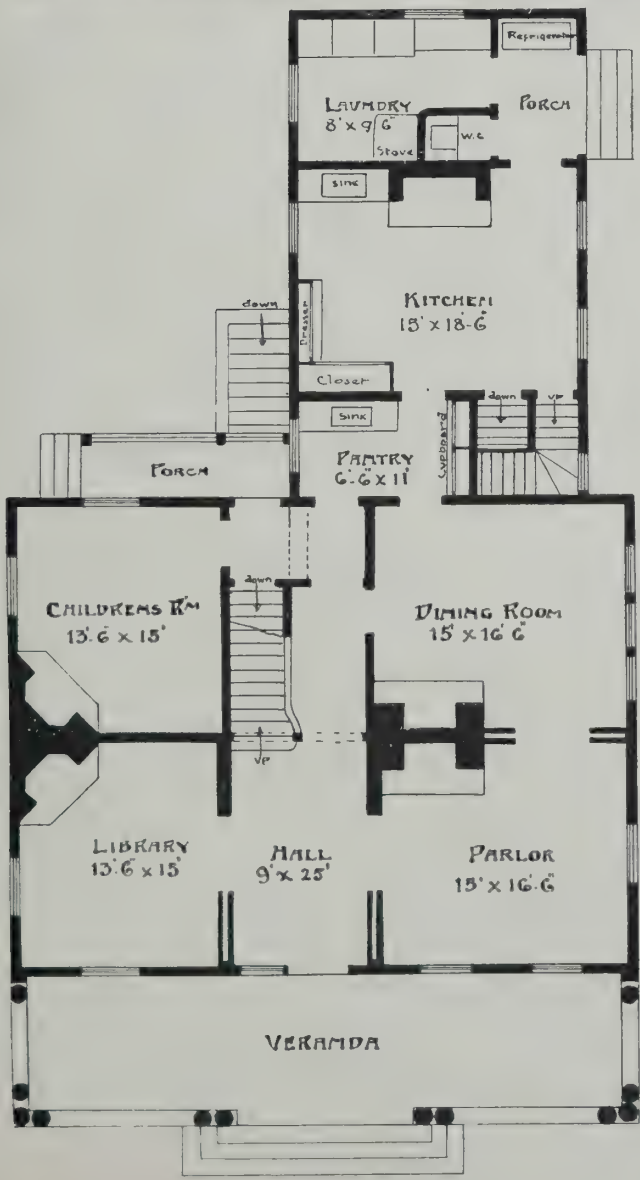 Refrigerator
LAUNDRY
8' x 9' 6"
PORCH
W.C
Stove
Sink
KITCHEN
15' x 18'-6"
down
Dresser
Closet
down
UP
Sink
Cupboard
PANTRY
6'-6" x 11'
PORCH
down
CHILDRENS RM
13'-6" x 15'
DINING ROOM
15' x 16' 6"
UP
LIBRARY
13'-6" x 15'
HALL
9' x 25'
PARLOR
15' x 16'-6"
VERANDA